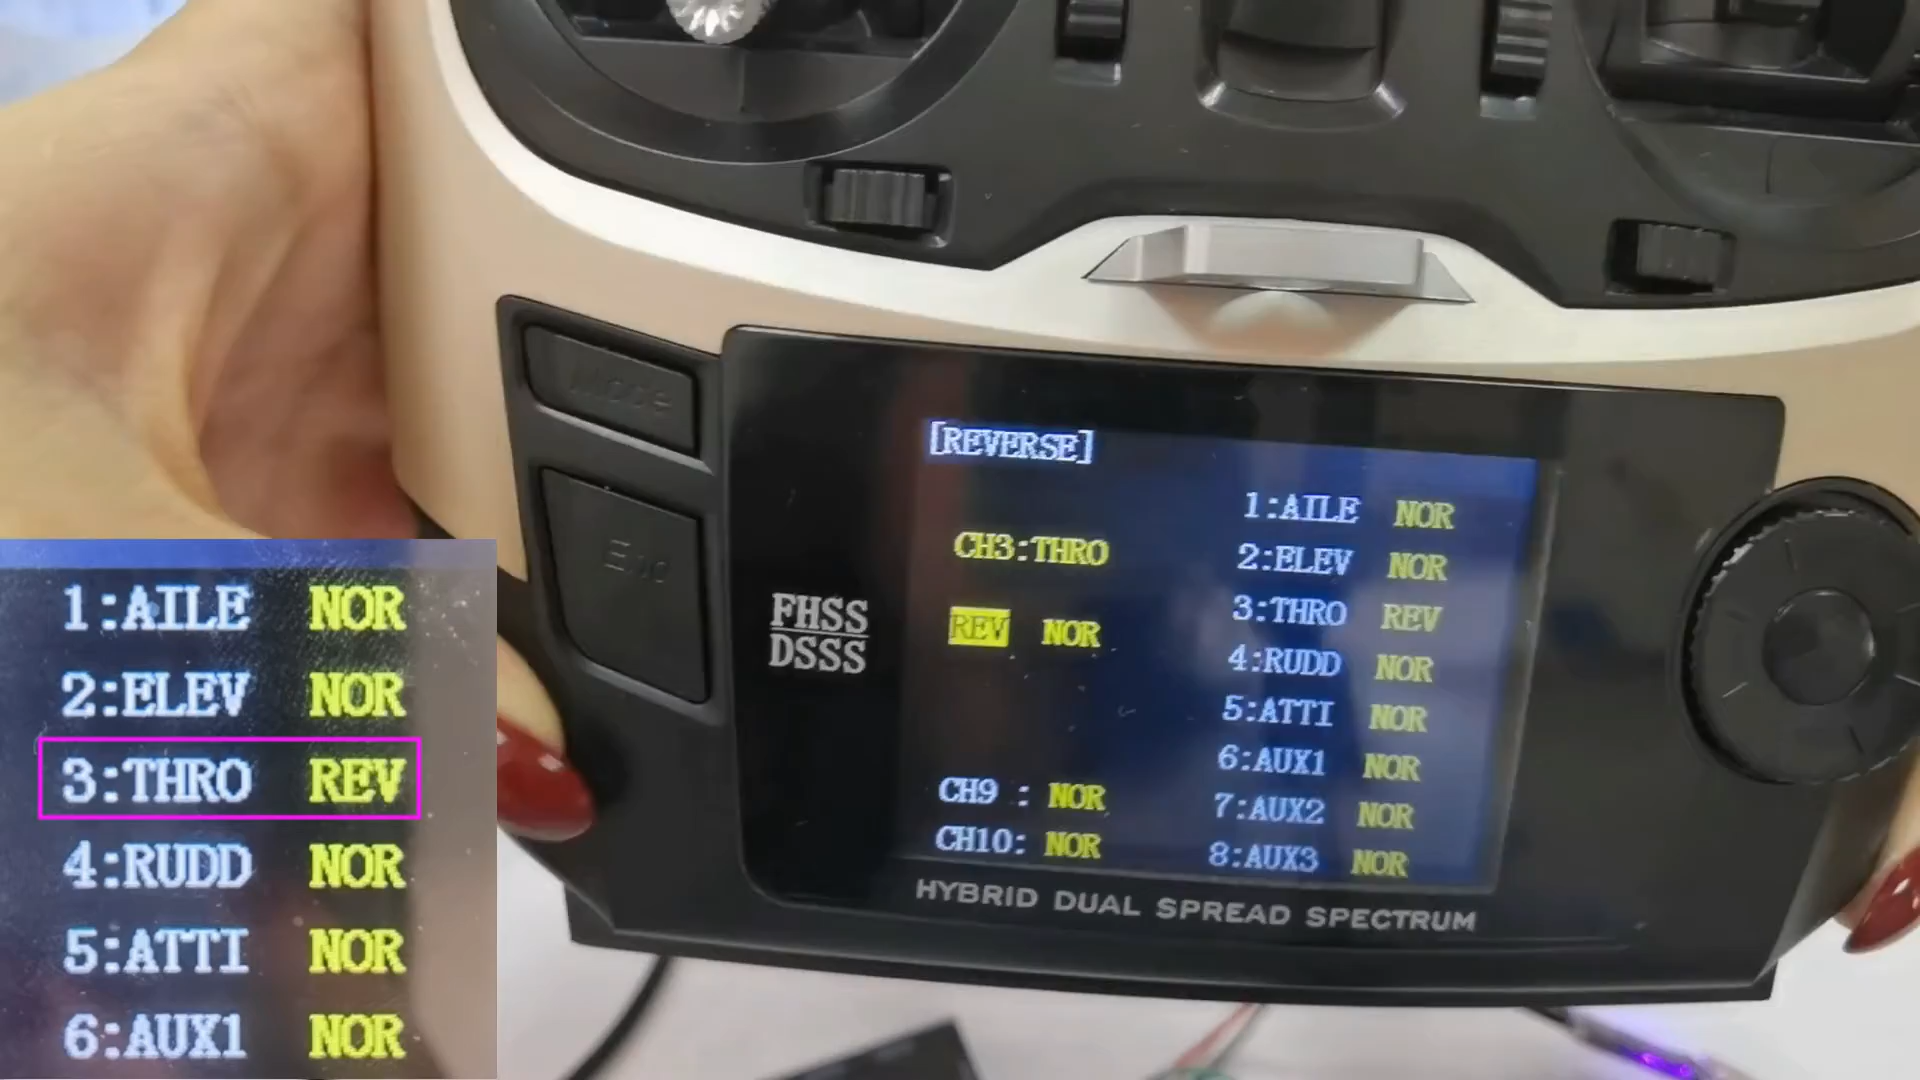 Mode
[REVERSE]
CH3:THRO
REV NOR
CH9 : NOR
CH10: NOR
1:AILE NOR
2:ELEV NOR
3:THRO REV
4:RUDD NOR
5:ATTI NOR
6:AUX1 NOR
7:AUX2 NOR
8:AUX3 NOR
FHSS
DSSS
HYBRID DUAL SPREAD SPECTRUM
1:AILE NOR
2:ELEV NOR
3:THRO REV
4:RUDD NOR
5:ATTI NOR
6:AUX1 NOR